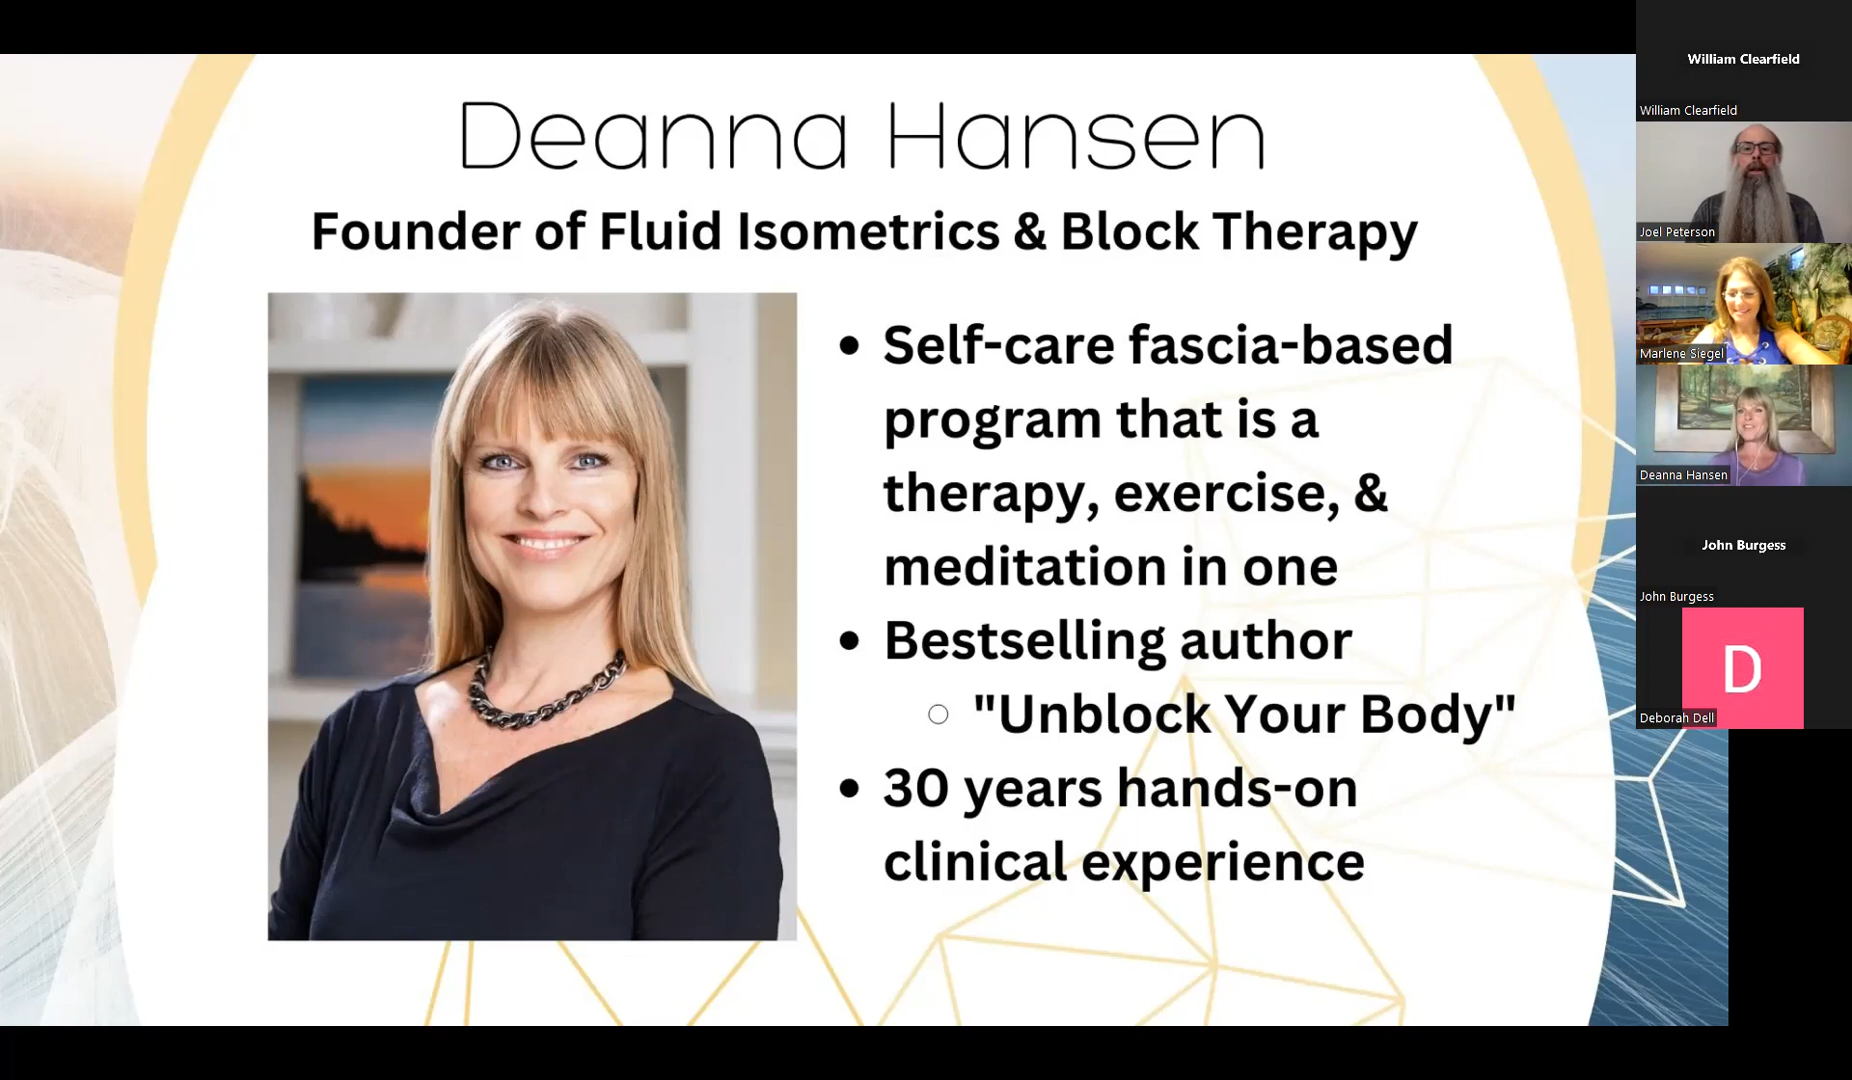 Deanna Hansen
Founder of Fluid Isometrics & Block Therapy
• Self-care fascia-based
program that is a
therapy, exercise, &
meditation in one
• Bestselling author
○ "Unblock Your Body"
• 30 years hands-on
clinical experience
William Clearfield
William Clearfield
Joel Peterson
Marlene Siegel
Deanna Hansen
John Burgess
John Burgess
D
Deborah Dell